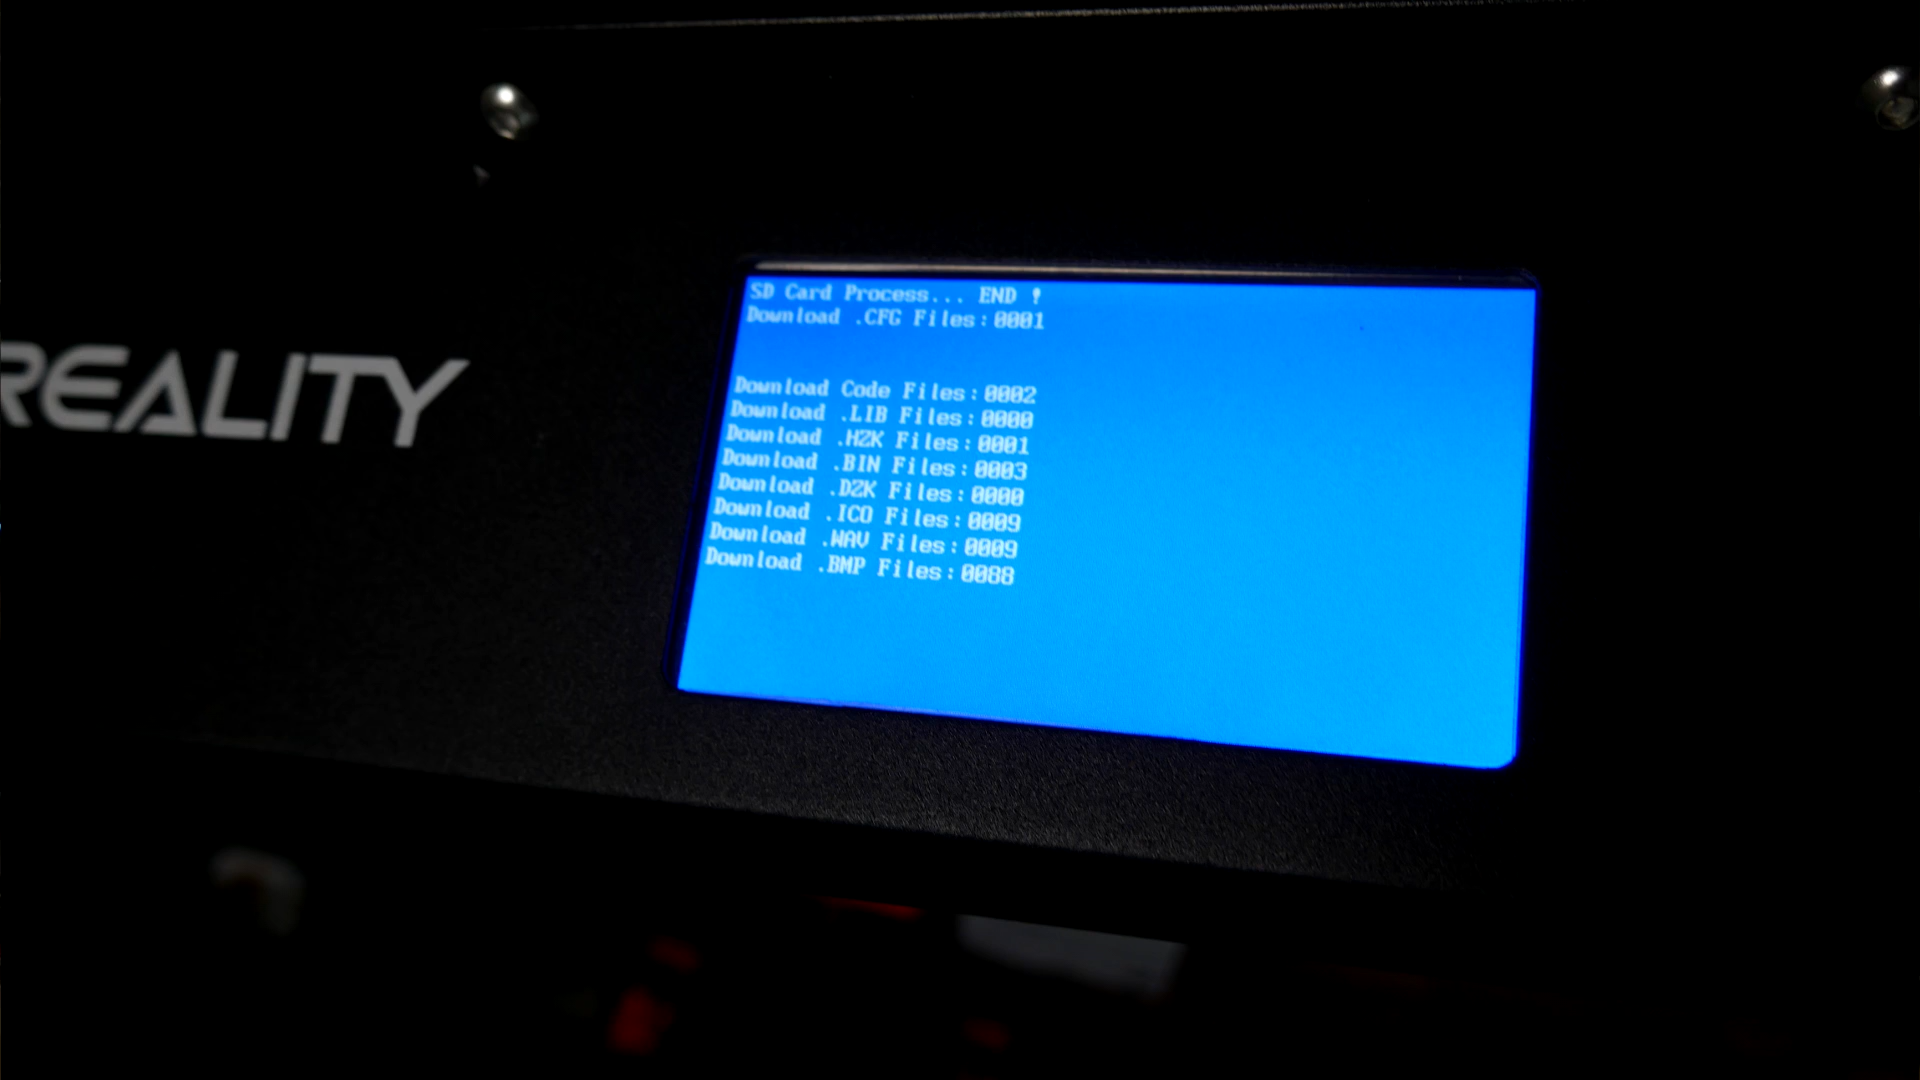 REALITY
SD Card Process... END !
Download .CFG Files:0001
Download Code Files:0002
Download .LIB Files:0000
Download .HZK Files:0001
Download .BIN Files:0003
Download .DZK Files:0000
Download .ICO Files:0009
Download .WAV Files:0009
Download .BMP Files:0088